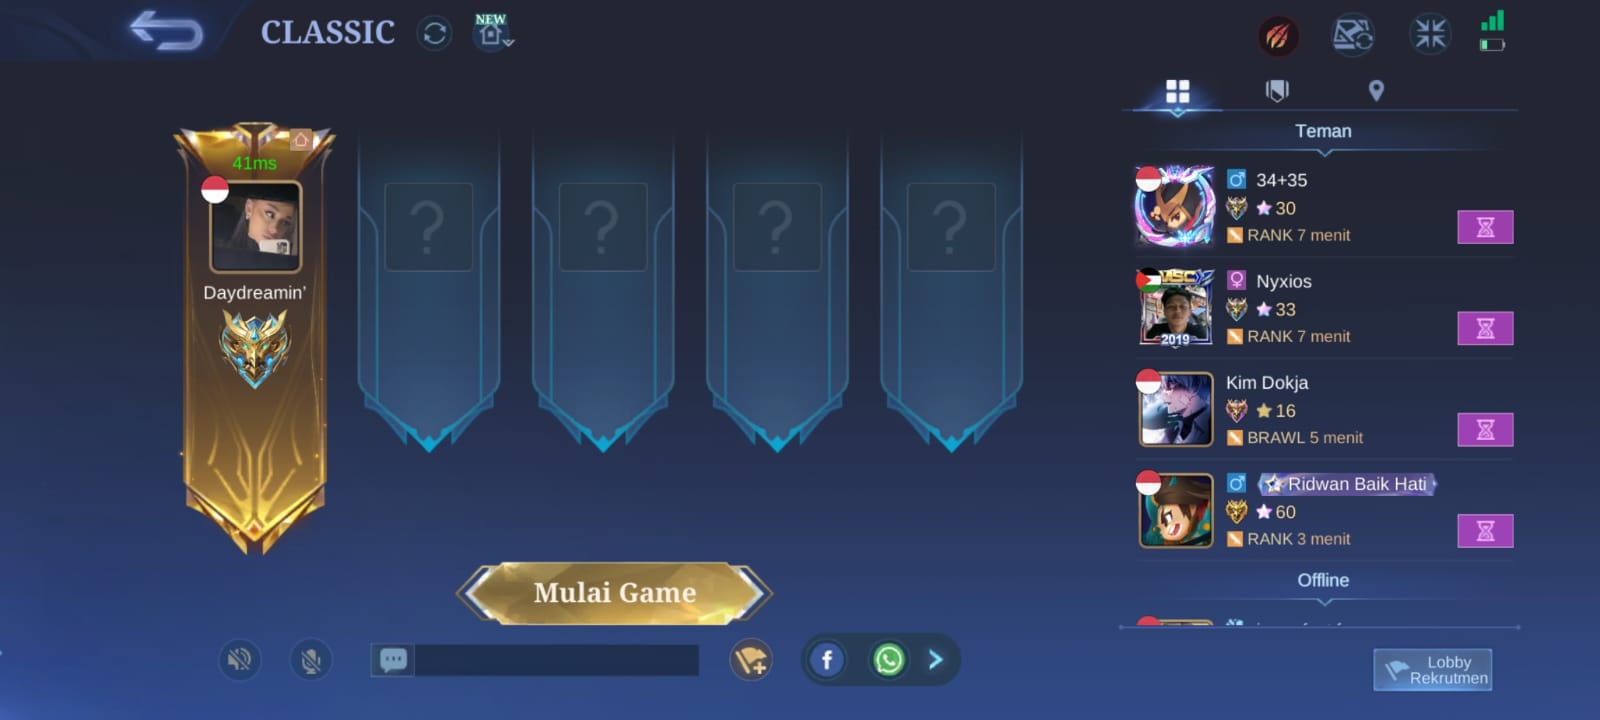 CLASSIC
NEW
41ms
Daydreamin'
?
?
?
?
Mulai Game
Teman
34+35
30
RANK 7 menit
2019
Nyxios
33
RANK 7 menit
Kim Dokja
16
BRAWL 5 menit
Ridwan Baik Hati
60
RANK 3 menit
Offline
Lobby
Rekrutmen